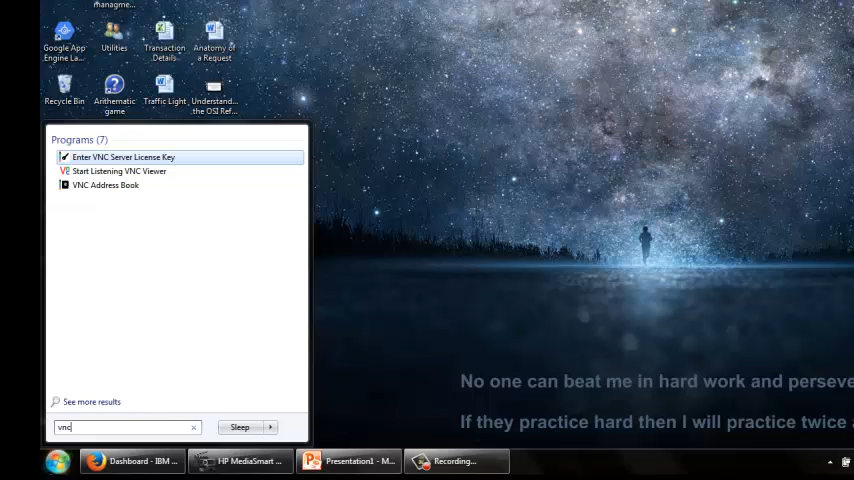 managme...
Google App
Engine La...
Utilities
Transaction
Details
Anatomy of
a Request
Recycle Bin
Arithematic
game
Traffic Light
Understand...
the OSI Ref...
Programs (7)
Enter VNC Server License Key
Start Listening VNC Viewer
VNC Address Book
See more results
vnc
Sleep
No one can beat me in hard work and perseve
If they practice hard then I will practice twice a
Dashboard - IBM ...
HP MediaSmart ...
Presentation1 - M...
Recording...